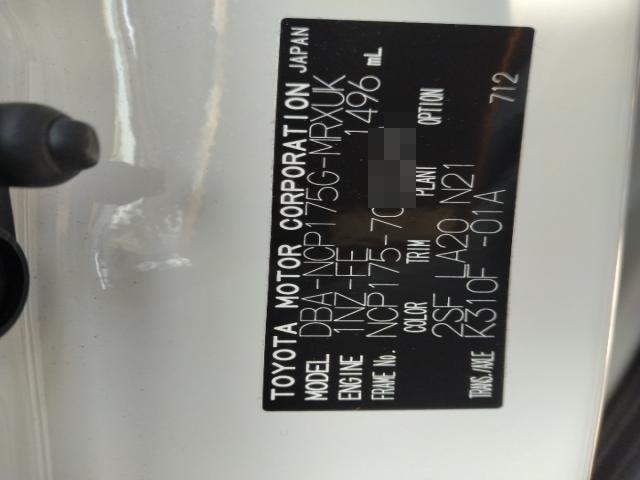 TOYOTA MOTOR CORPORATION JAPAN
MODEL DBA-NCP175G-MRXUK
ENGINE 1NZ-FE 1496 mL
FRAME No. NCP175-70
COLOR TRIM PLANT OPTION
2SF LA20 N21
TRANS./AXLE K310F -01A 712